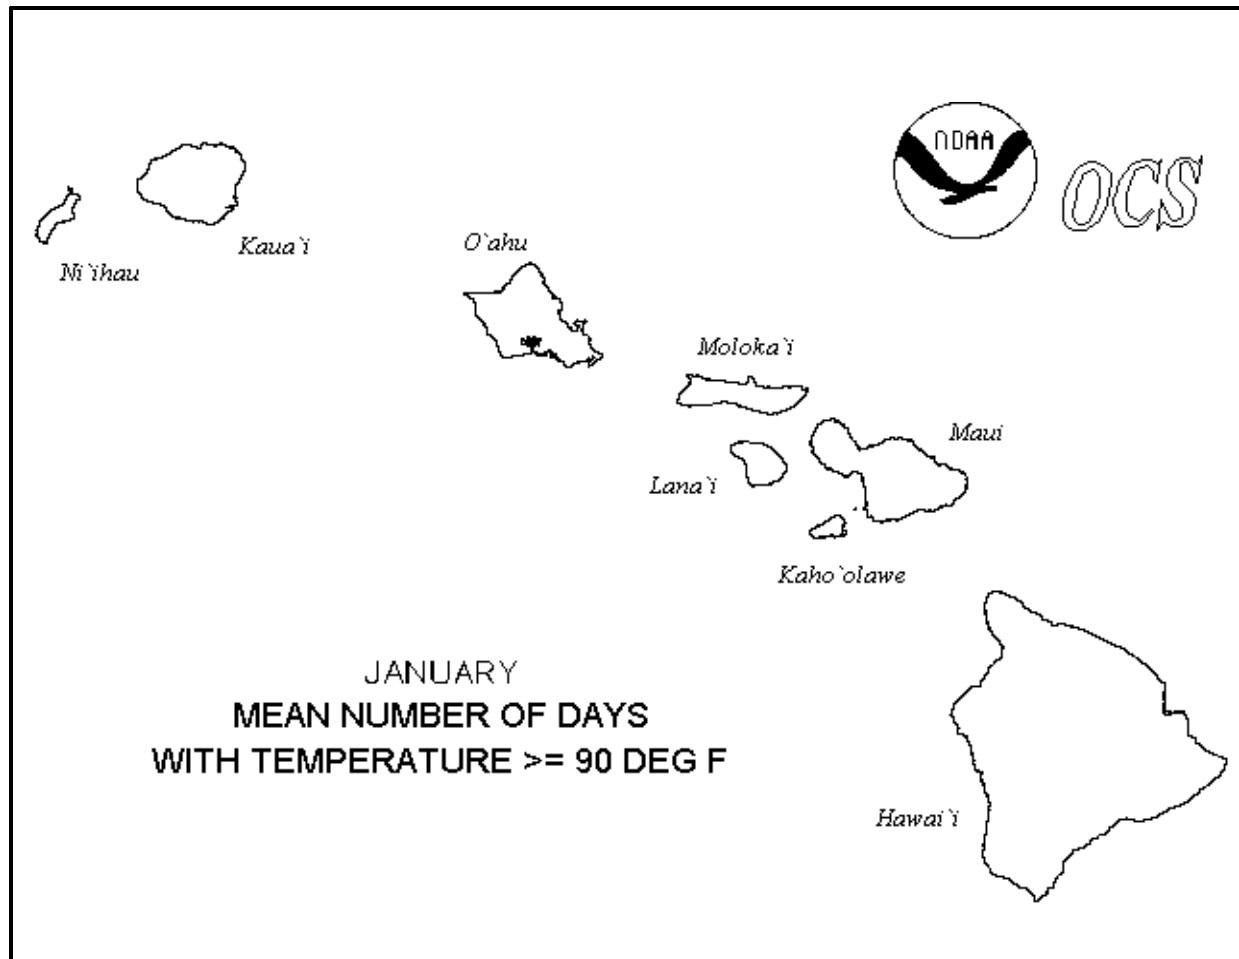 NOAA
OCS
Kaua`i
Ni`ihau
O`ahu
Moloka`i
Maui
Lana`i
Kaho`olawe
JANUARY
MEAN NUMBER OF DAYS
WITH TEMPERATURE >= 90 DEG F
Hawai`i